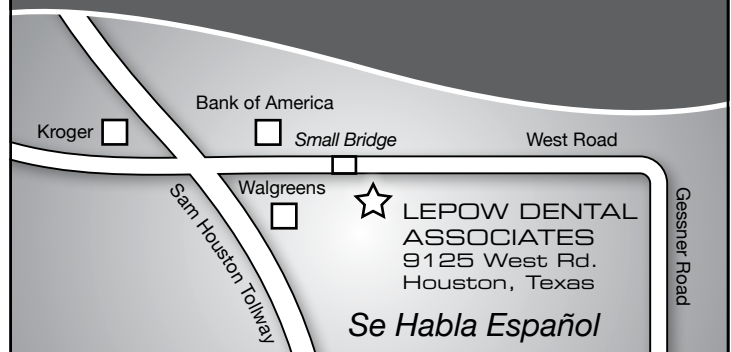 Bank of America
Kroger
Small Bridge
West Road
Walgreens
Sam Houston Tollway
LEPOW DENTAL
ASSOCIATES
9125 West Rd.
Houston, Texas
Gessner Road
Se Habla Español